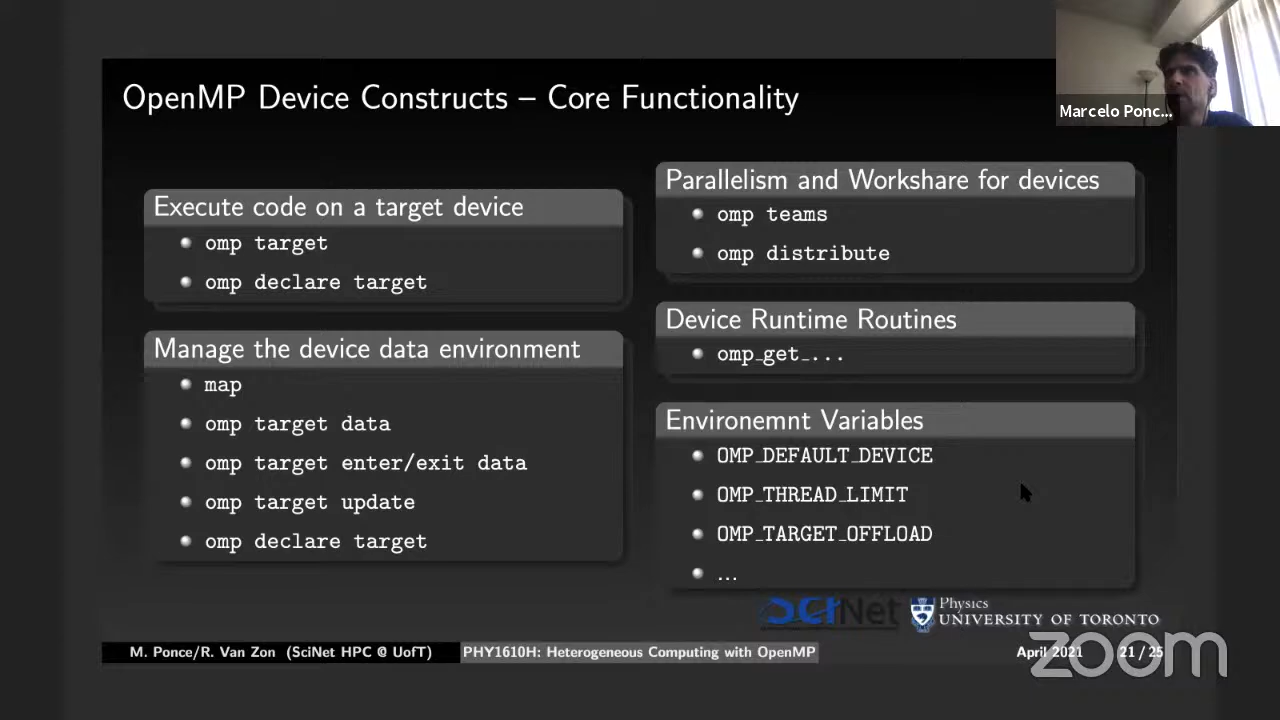 OpenMP Device Constructs – Core Functionality
Marcelo Ponc...
Execute code on a target device
omp target
omp declare target
Manage the device data environment
map
omp target data
omp target enter/exit data
omp target update
omp declare target
Parallelism and Workshare for devices
omp teams
omp distribute
Device Runtime Routines
omp_get_...
Environemnt Variables
OMP_DEFAULT_DEVICE
OMP_THREAD_LIMIT
OMP_TARGET_OFFLOAD
...
SciNet
Physics
UNIVERSITY OF TORONTO
M. Ponce/R. Van Zon (SciNet HPC @ UofT)
PHY1610H: Heterogeneous Computing with OpenMP
April 2021
21 / 25
zoom